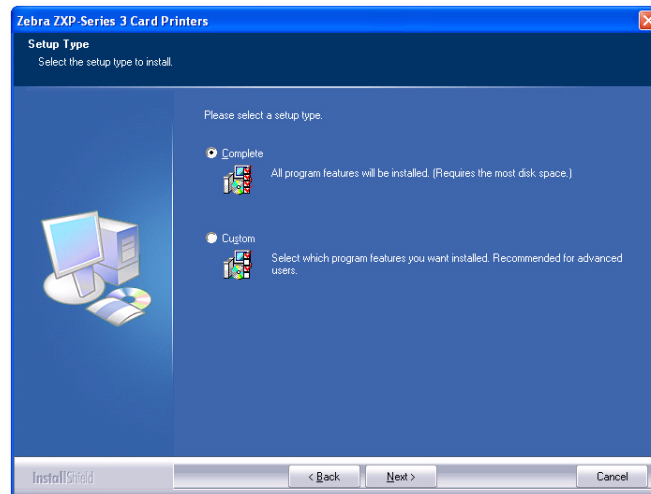 Zebra ZXP-Series 3 Card Printers
Setup Type
Select the setup type to install.
Please select a setup type.
Complete
All program features will be installed. (Requires the most disk space.)
Custom
Select which program features you want installed. Recommended for advanced
users.
InstallShield
< Back
Next >
Cancel